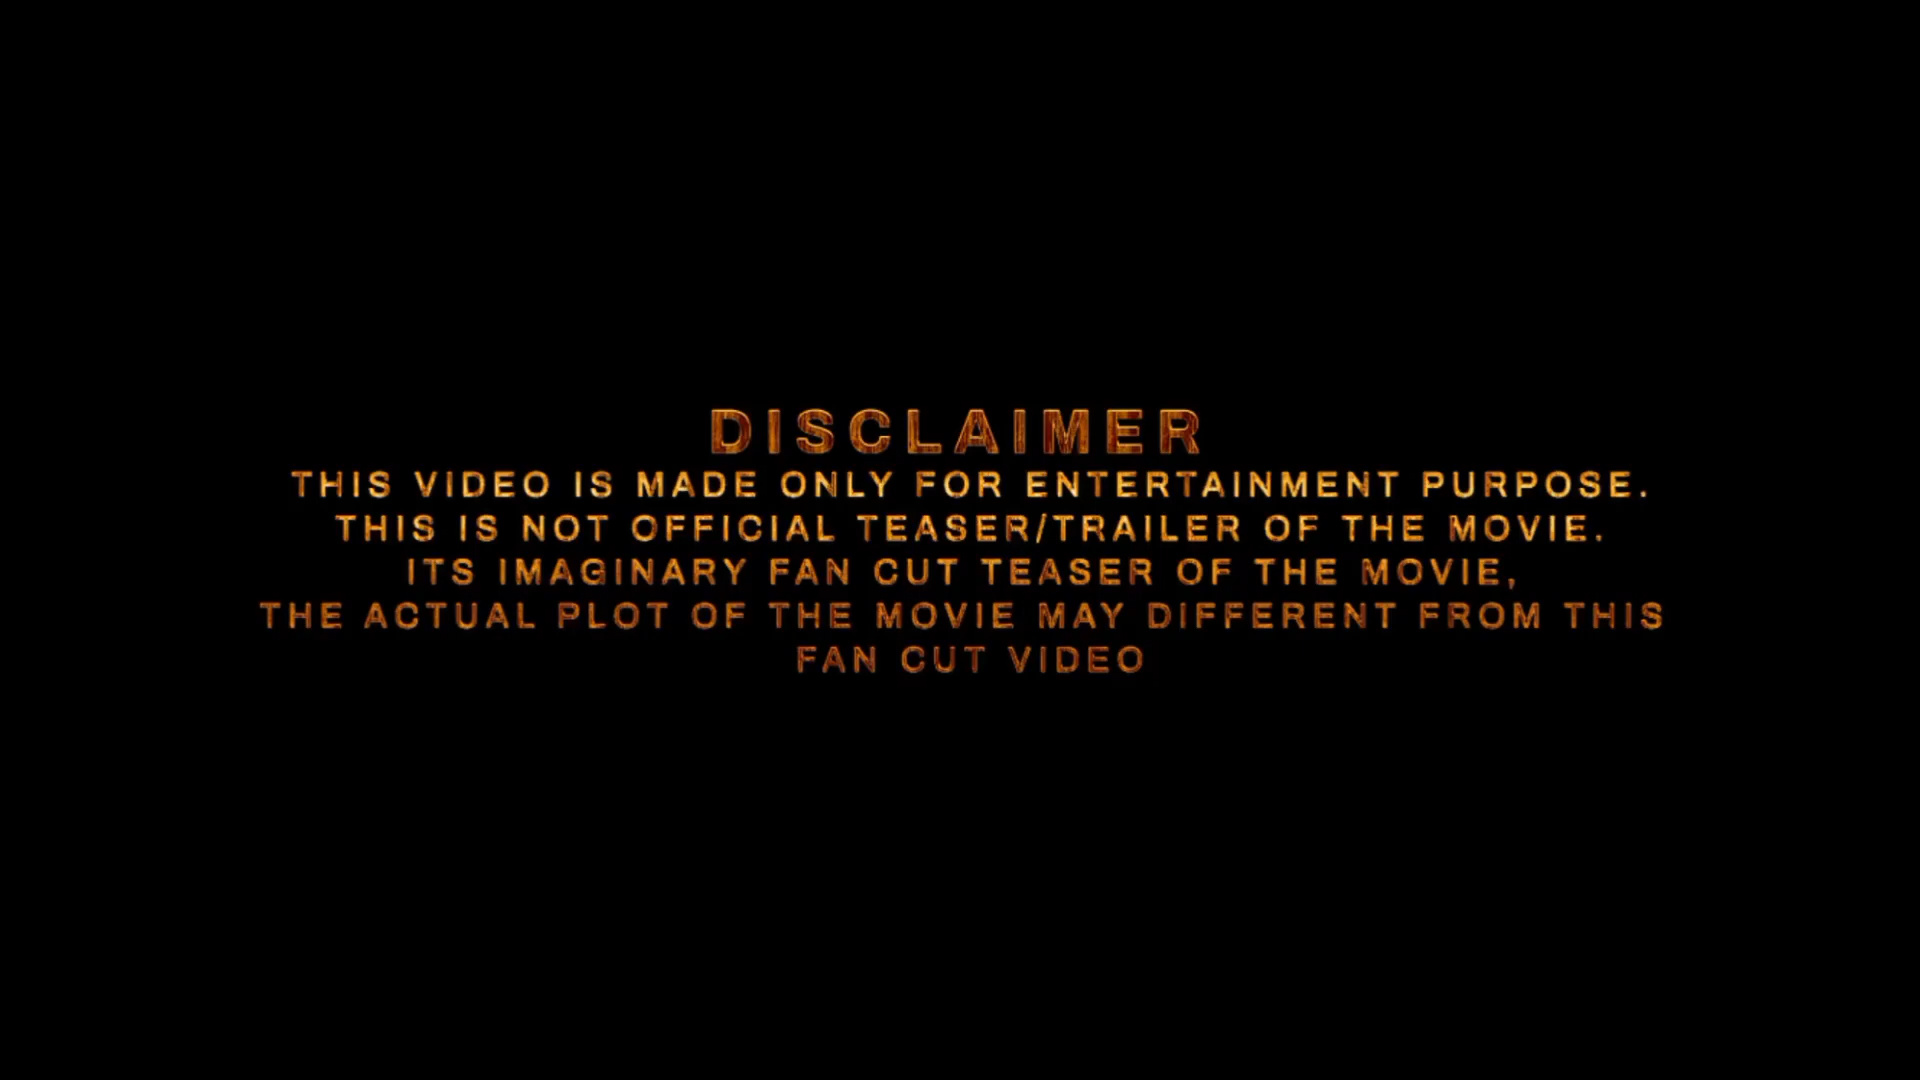 DISCLAIMER
THIS VIDEO IS MADE ONLY FOR ENTERTAINMENT PURPOSE.
THIS IS NOT OFFICIAL TEASER/TRAILER OF THE MOVIE.
ITS IMAGINARY FAN CUT TEASER OF THE MOVIE,
THE ACTUAL PLOT OF THE MOVIE MAY DIFFERENT FROM THIS
FAN CUT VIDEO